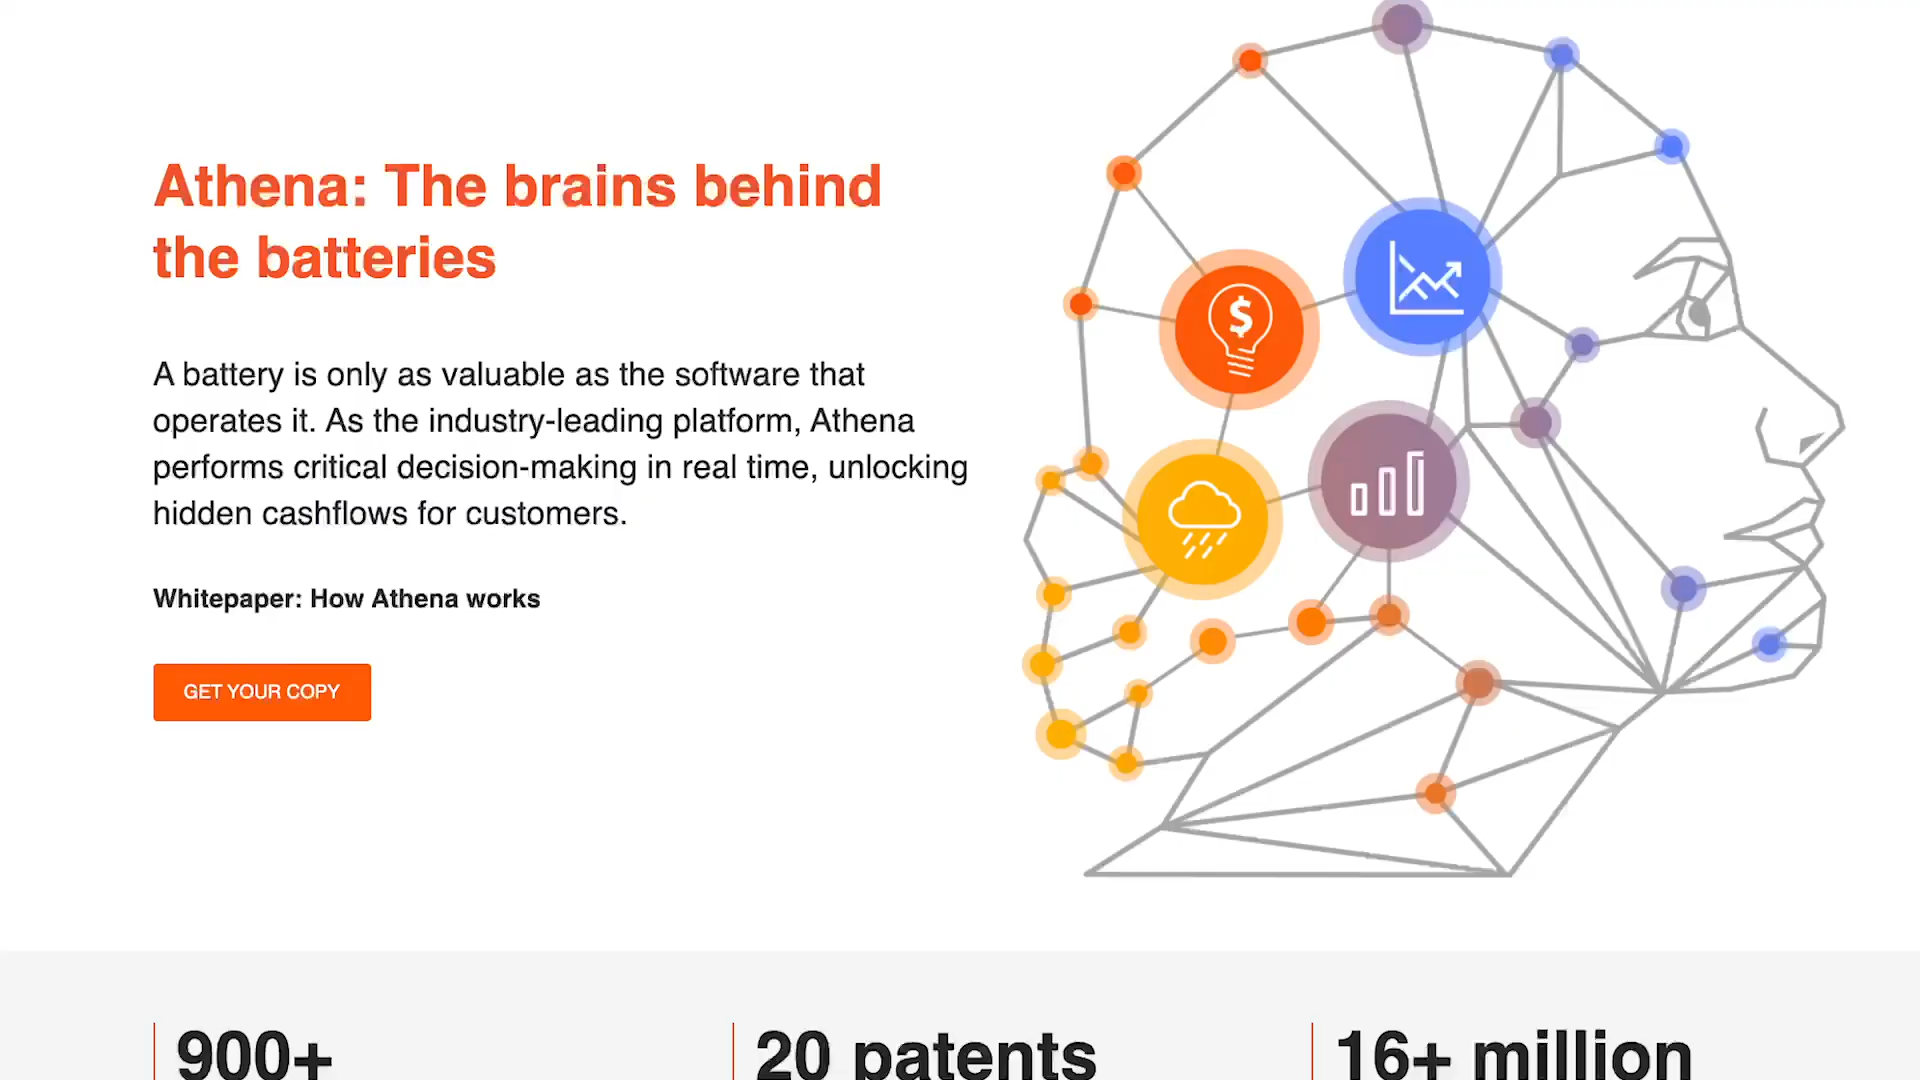 Athena: The brains behind
the batteries
A battery is only as valuable as the software that
operates it. As the industry-leading platform, Athena
performs critical decision-making in real time, unlocking
hidden cashflows for customers.
Whitepaper: How Athena works
GET YOUR COPY
$
900+
20 patents
16+ million